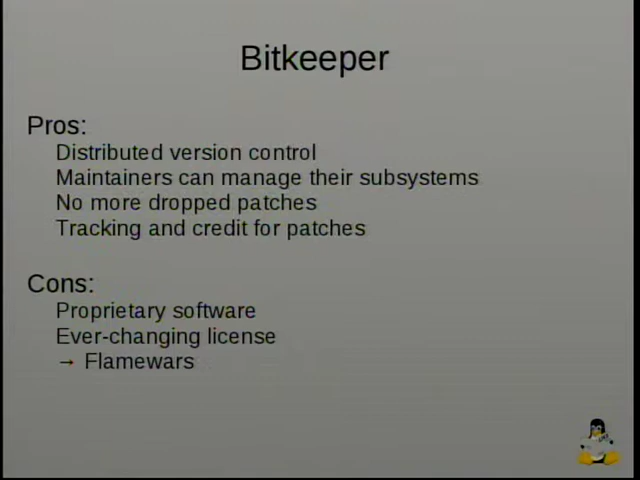 Bitkeeper
Pros:
Distributed version control
Maintainers can manage their subsystems
No more dropped patches
Tracking and credit for patches
Cons:
Proprietary software
Ever-changing license
→ Flamewars